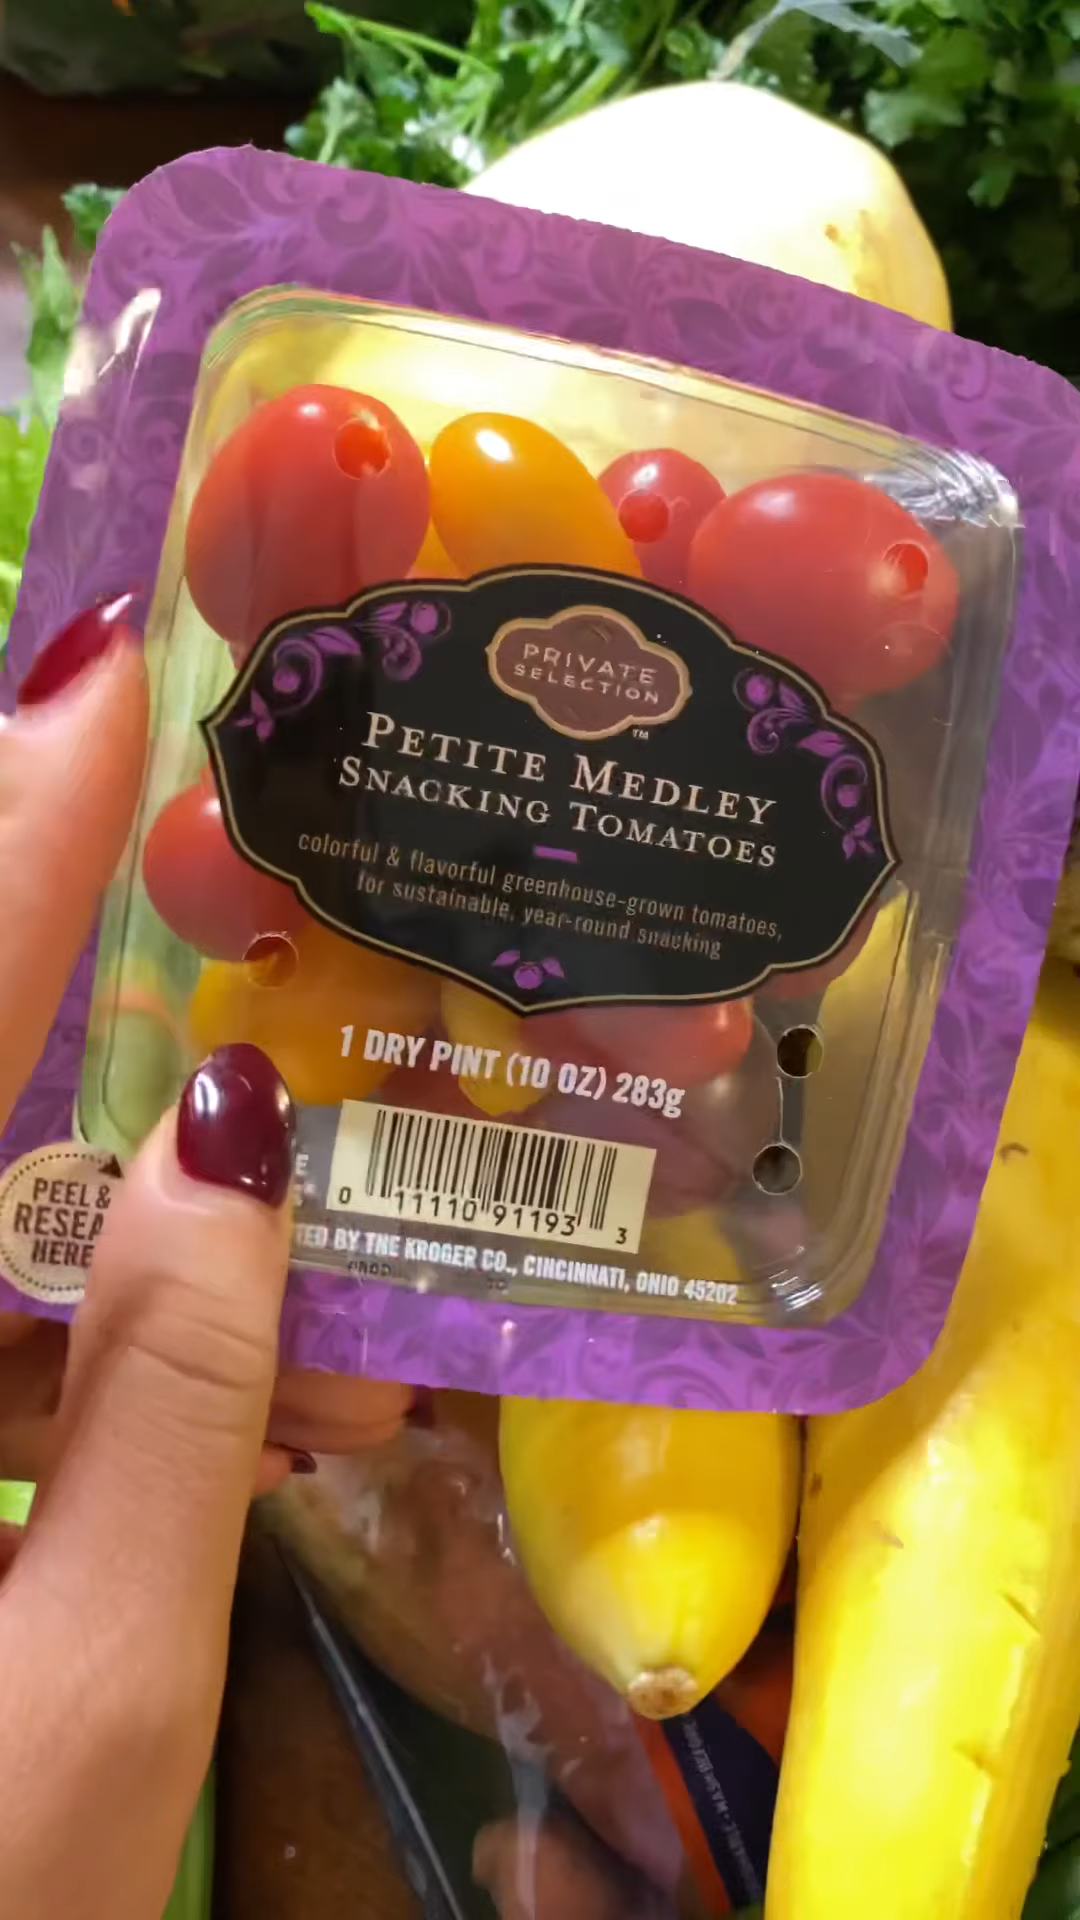 PRIVATE
SELECTION
™
PETITE MEDLEY
SNACKING TOMATOES
colorful & flavorful greenhouse-grown tomatoes,
for sustainable, year-round snacking
1 DRY PINT (10 OZ) 283g
0 11110 91193 3
PEEL &
RESEA
HERE
TED BY THE KROGER CO., CINCINNATI, OHIO 45202